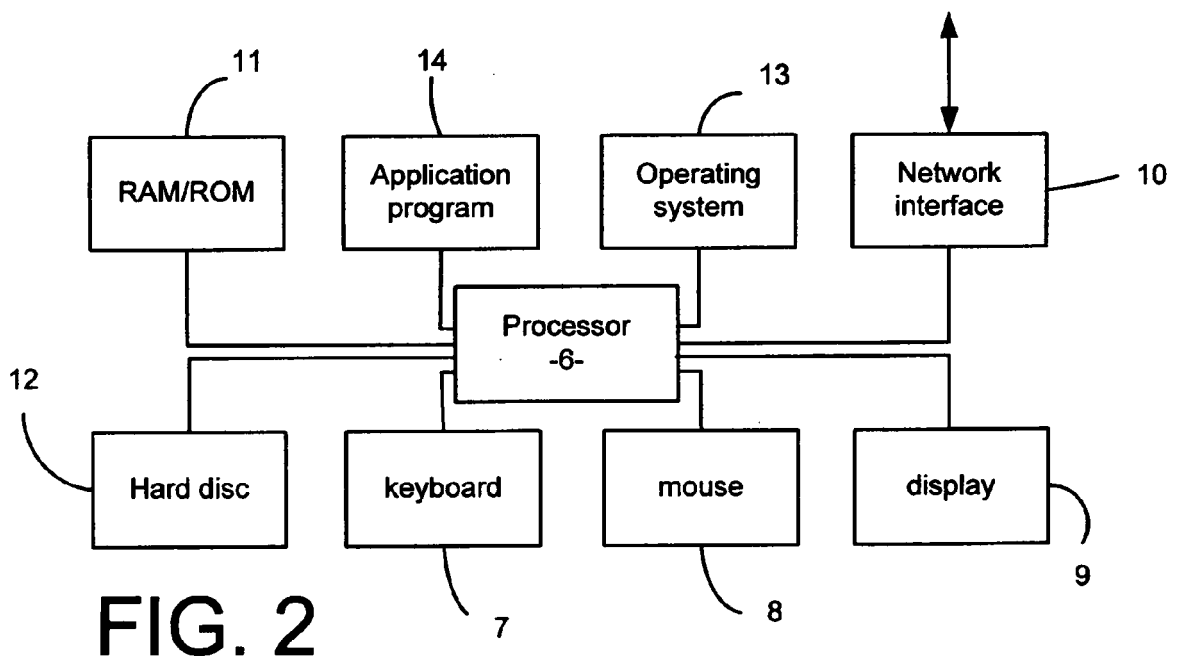 11
14
13
RAM/ROM
Application
program
Operating
system
Network
interface
10
Processor
-6-
12
Hard disc
keyboard
mouse
display
9
7
8
FIG. 2